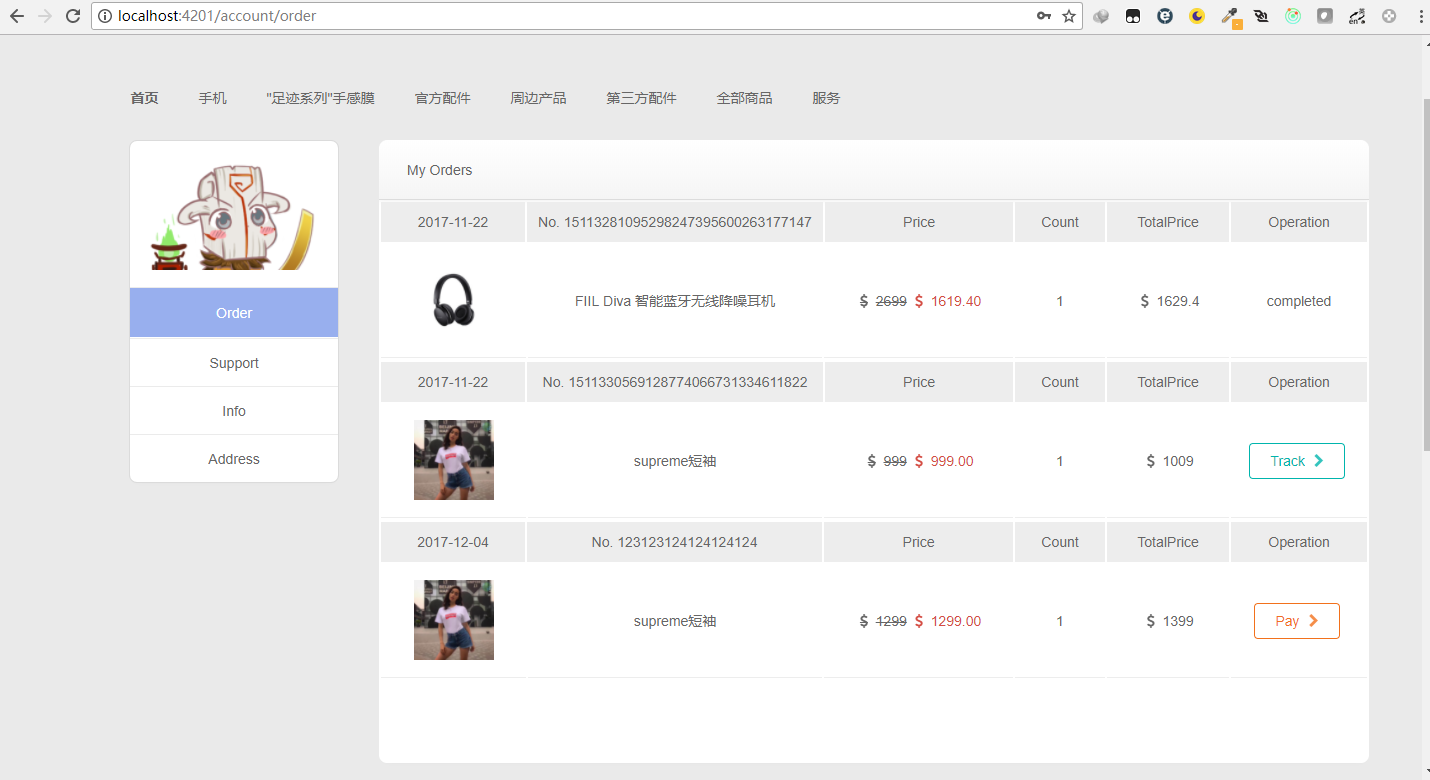 localhost:4201/account/order
首页 手机 "足迹系列"手感膜 官方配件 周边产品 第三方配件 全部商品 服务
My Orders
Order
Support
Info
Address
2017-11-22 No. 15113281095298247395600263177147 Price Count TotalPrice Operation
FIIL Diva 智能蓝牙无线降噪耳机 $ 2699 $ 1619.40 1 $ 1629.4 completed
2017-11-22 No. 1511330569128774066731334611822 Price Count TotalPrice Operation
supreme短袖 $ 999 $ 999.00 1 $ 1009 Track
2017-12-04 No. 123123124124124124 Price Count TotalPrice Operation
supreme短袖 $ 1299 $ 1299.00 1 $ 1399 Pay